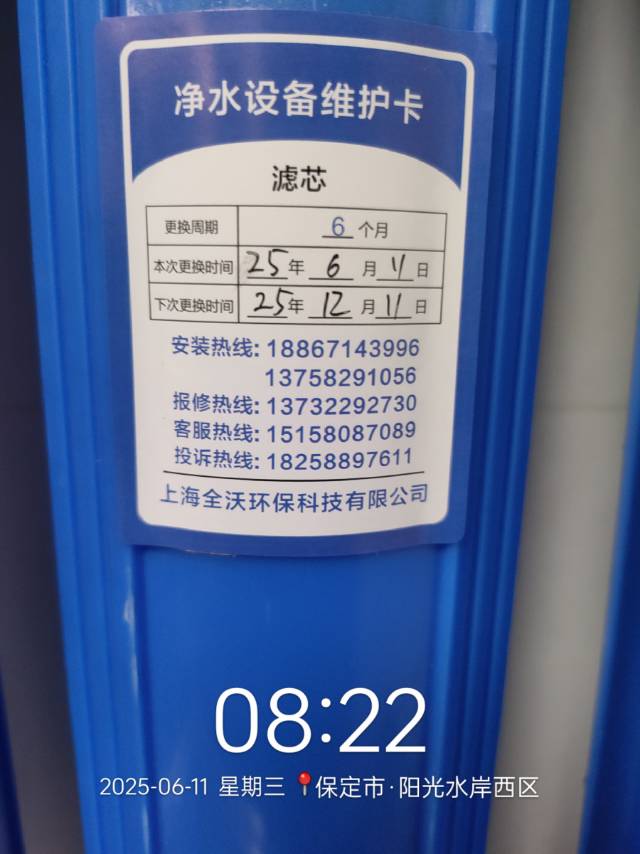 净水设备维护卡
滤芯
更换周期 6 个月
本次更换时间 25 年 6 月 11 日
下次更换时间 25 年 12 月 11 日
安装热线: 18867143996
13758291056
报修热线: 13732292730
客服热线: 15158087089
投诉热线: 18258897611
上海全沃环保科技有限公司
08:22
2025-06-11 星期三 📍保定市·阳光水岸西区